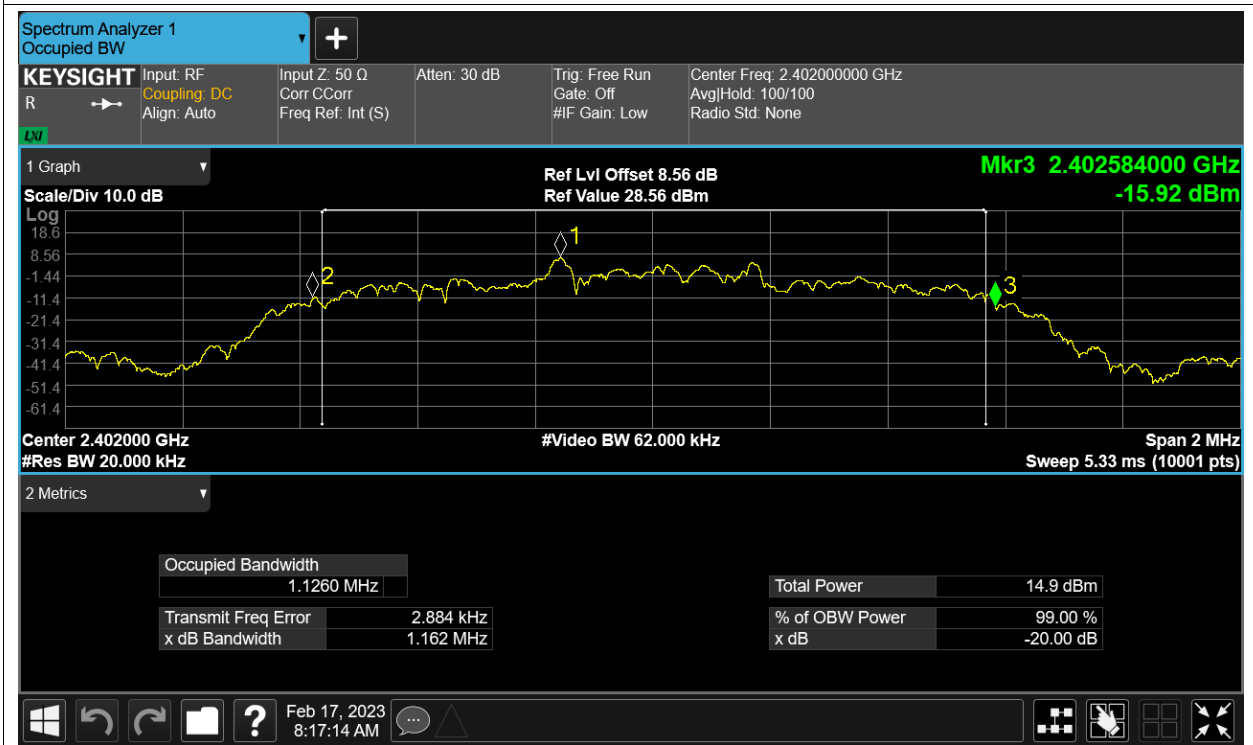 Spectrum Analyzer 1
Occupied BW
KEYSIGHT
R
LXI
Input: RF
Coupling: DC
Align: Auto
Input Z: 50 Ω
Corr CCorr
Freq Ref: Int (S)
Atten: 30 dB
Trig: Free Run
Gate: Off
#IF Gain: Low
Center Freq: 2.402000000 GHz
Avg|Hold: 100/100
Radio Std: None
1 Graph
Scale/Div 10.0 dB
Ref Lvl Offset 8.56 dB
Ref Value 28.56 dBm
Mkr3 2.402584000 GHz
-15.92 dBm
Log
18.6
8.56
-1.44
-11.4
-21.4
-31.4
-41.4
-51.4
-61.4
1
2
3
Center 2.402000 GHz
#Res BW 20.000 kHz
#Video BW 62.000 kHz
Span 2 MHz
Sweep 5.33 ms (10001 pts)
2 Metrics
Occupied Bandwidth
1.1260 MHz
Transmit Freq Error 2.884 kHz
x dB Bandwidth 1.162 MHz
Total Power 14.9 dBm
% of OBW Power 99.00 %
x dB -20.00 dB
?
Feb 17, 2023
8:17:14 AM